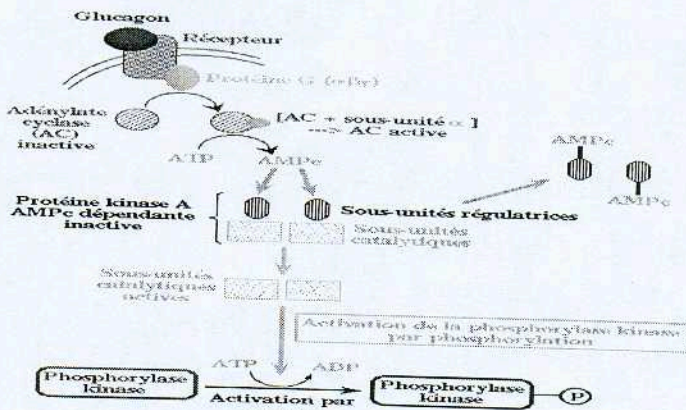 Glucagon
Récepteur
Protéine G (αβγ)
Adénylate
cyclase
(AC)
inactive
[AC + sous-unité α ]
---> AC active
ATP
AMPc
AMPc
AMPc
Protéine kinase A
AMPc dépendante
inactive
Sous-unités régulatrices
Sous-unités
catalytiques
Sous-unités
catalytiques
actives
Activation de la phosphorylase kinase
par phosphorylation
ATP
ADP
Phosphorylase
kinase
Activation par
Phosphorylase
kinase
P